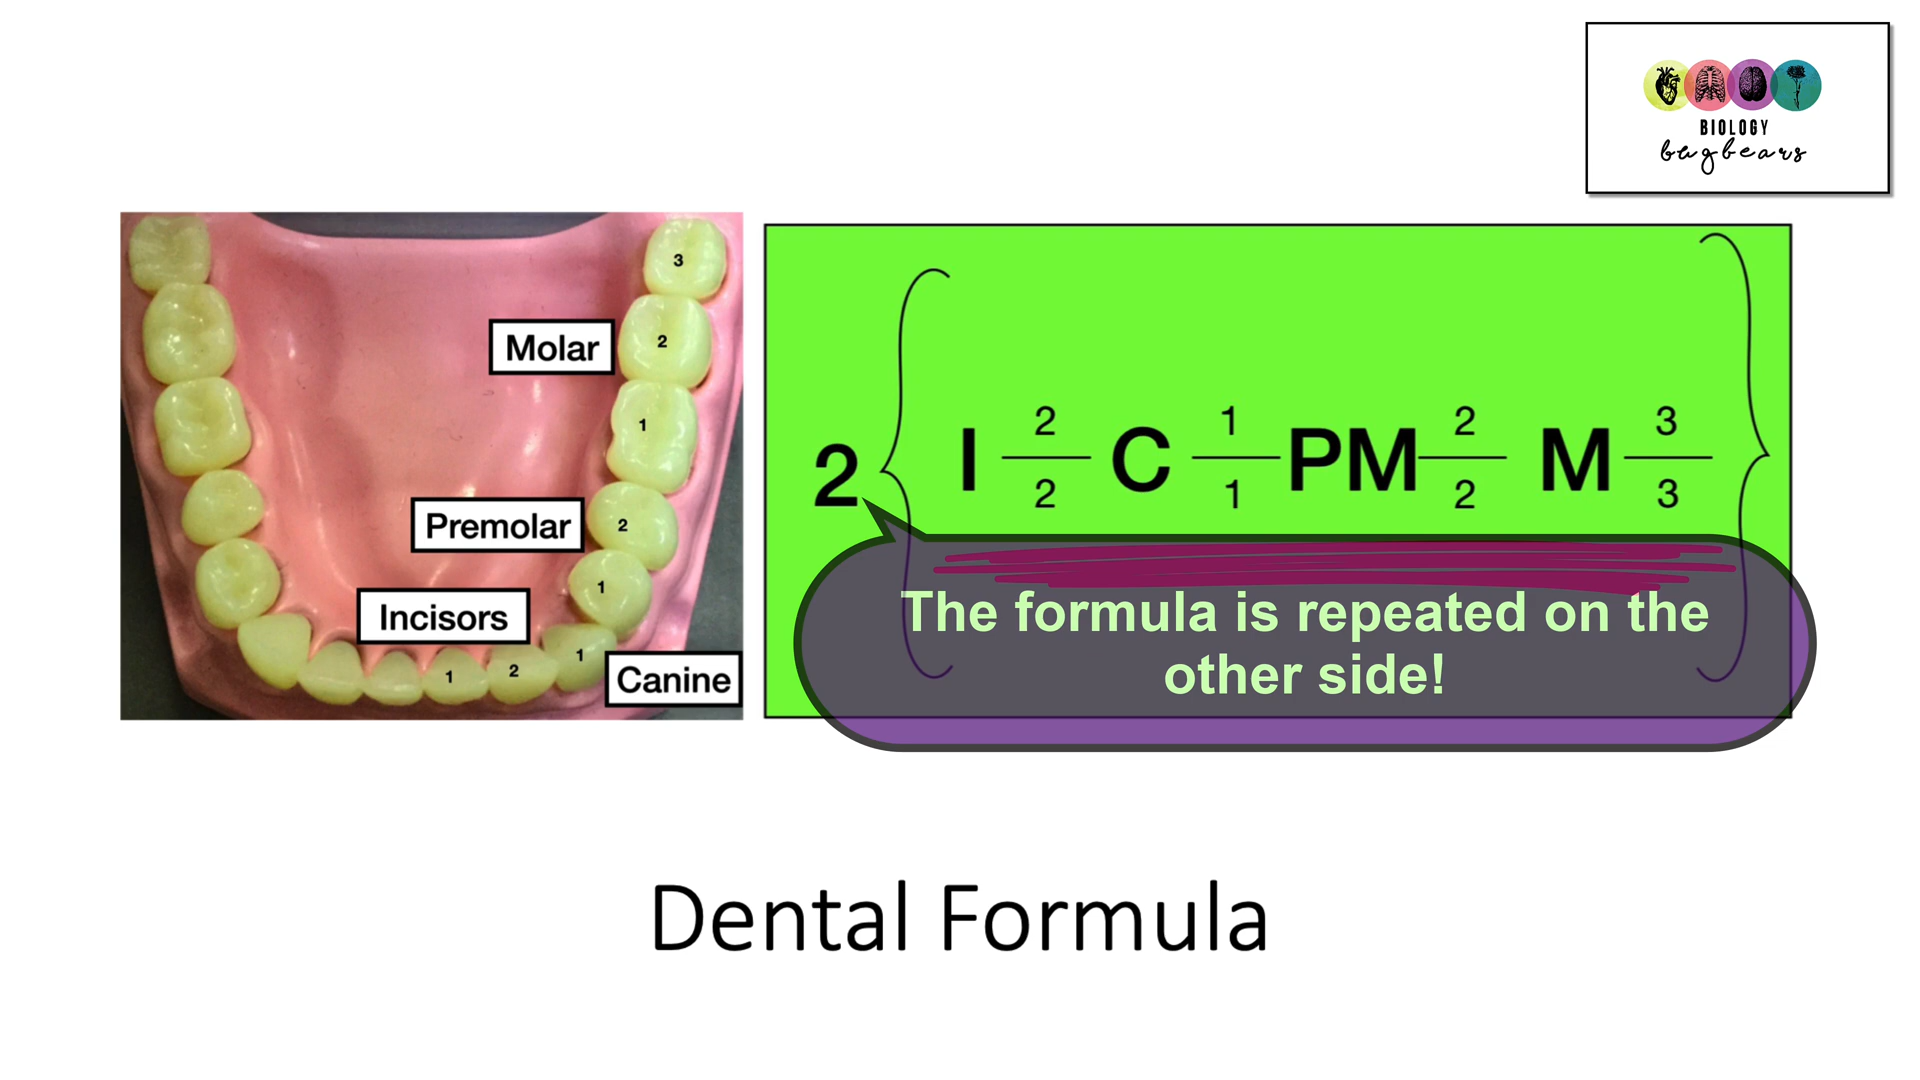 BIOLOGY
bugbears
3
Molar
2
1
Premolar
2
1
Incisors
1
2
1
Canine
2 { I 2/2 C 1/1 PM 2/2 M 3/3 }
The formula is repeated on the
other side!
Dental Formula